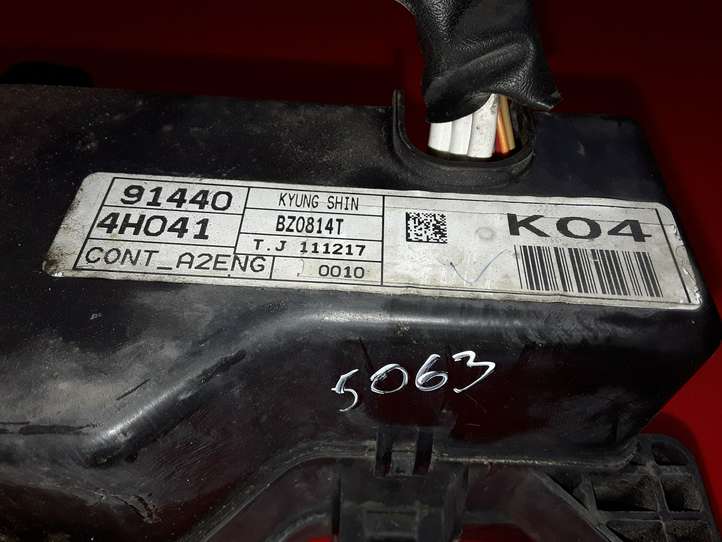 91440
4H041
CONT_A2ENG
KYUNG SHIN
BZ0814T
T.J 111217
0010
K04
5063